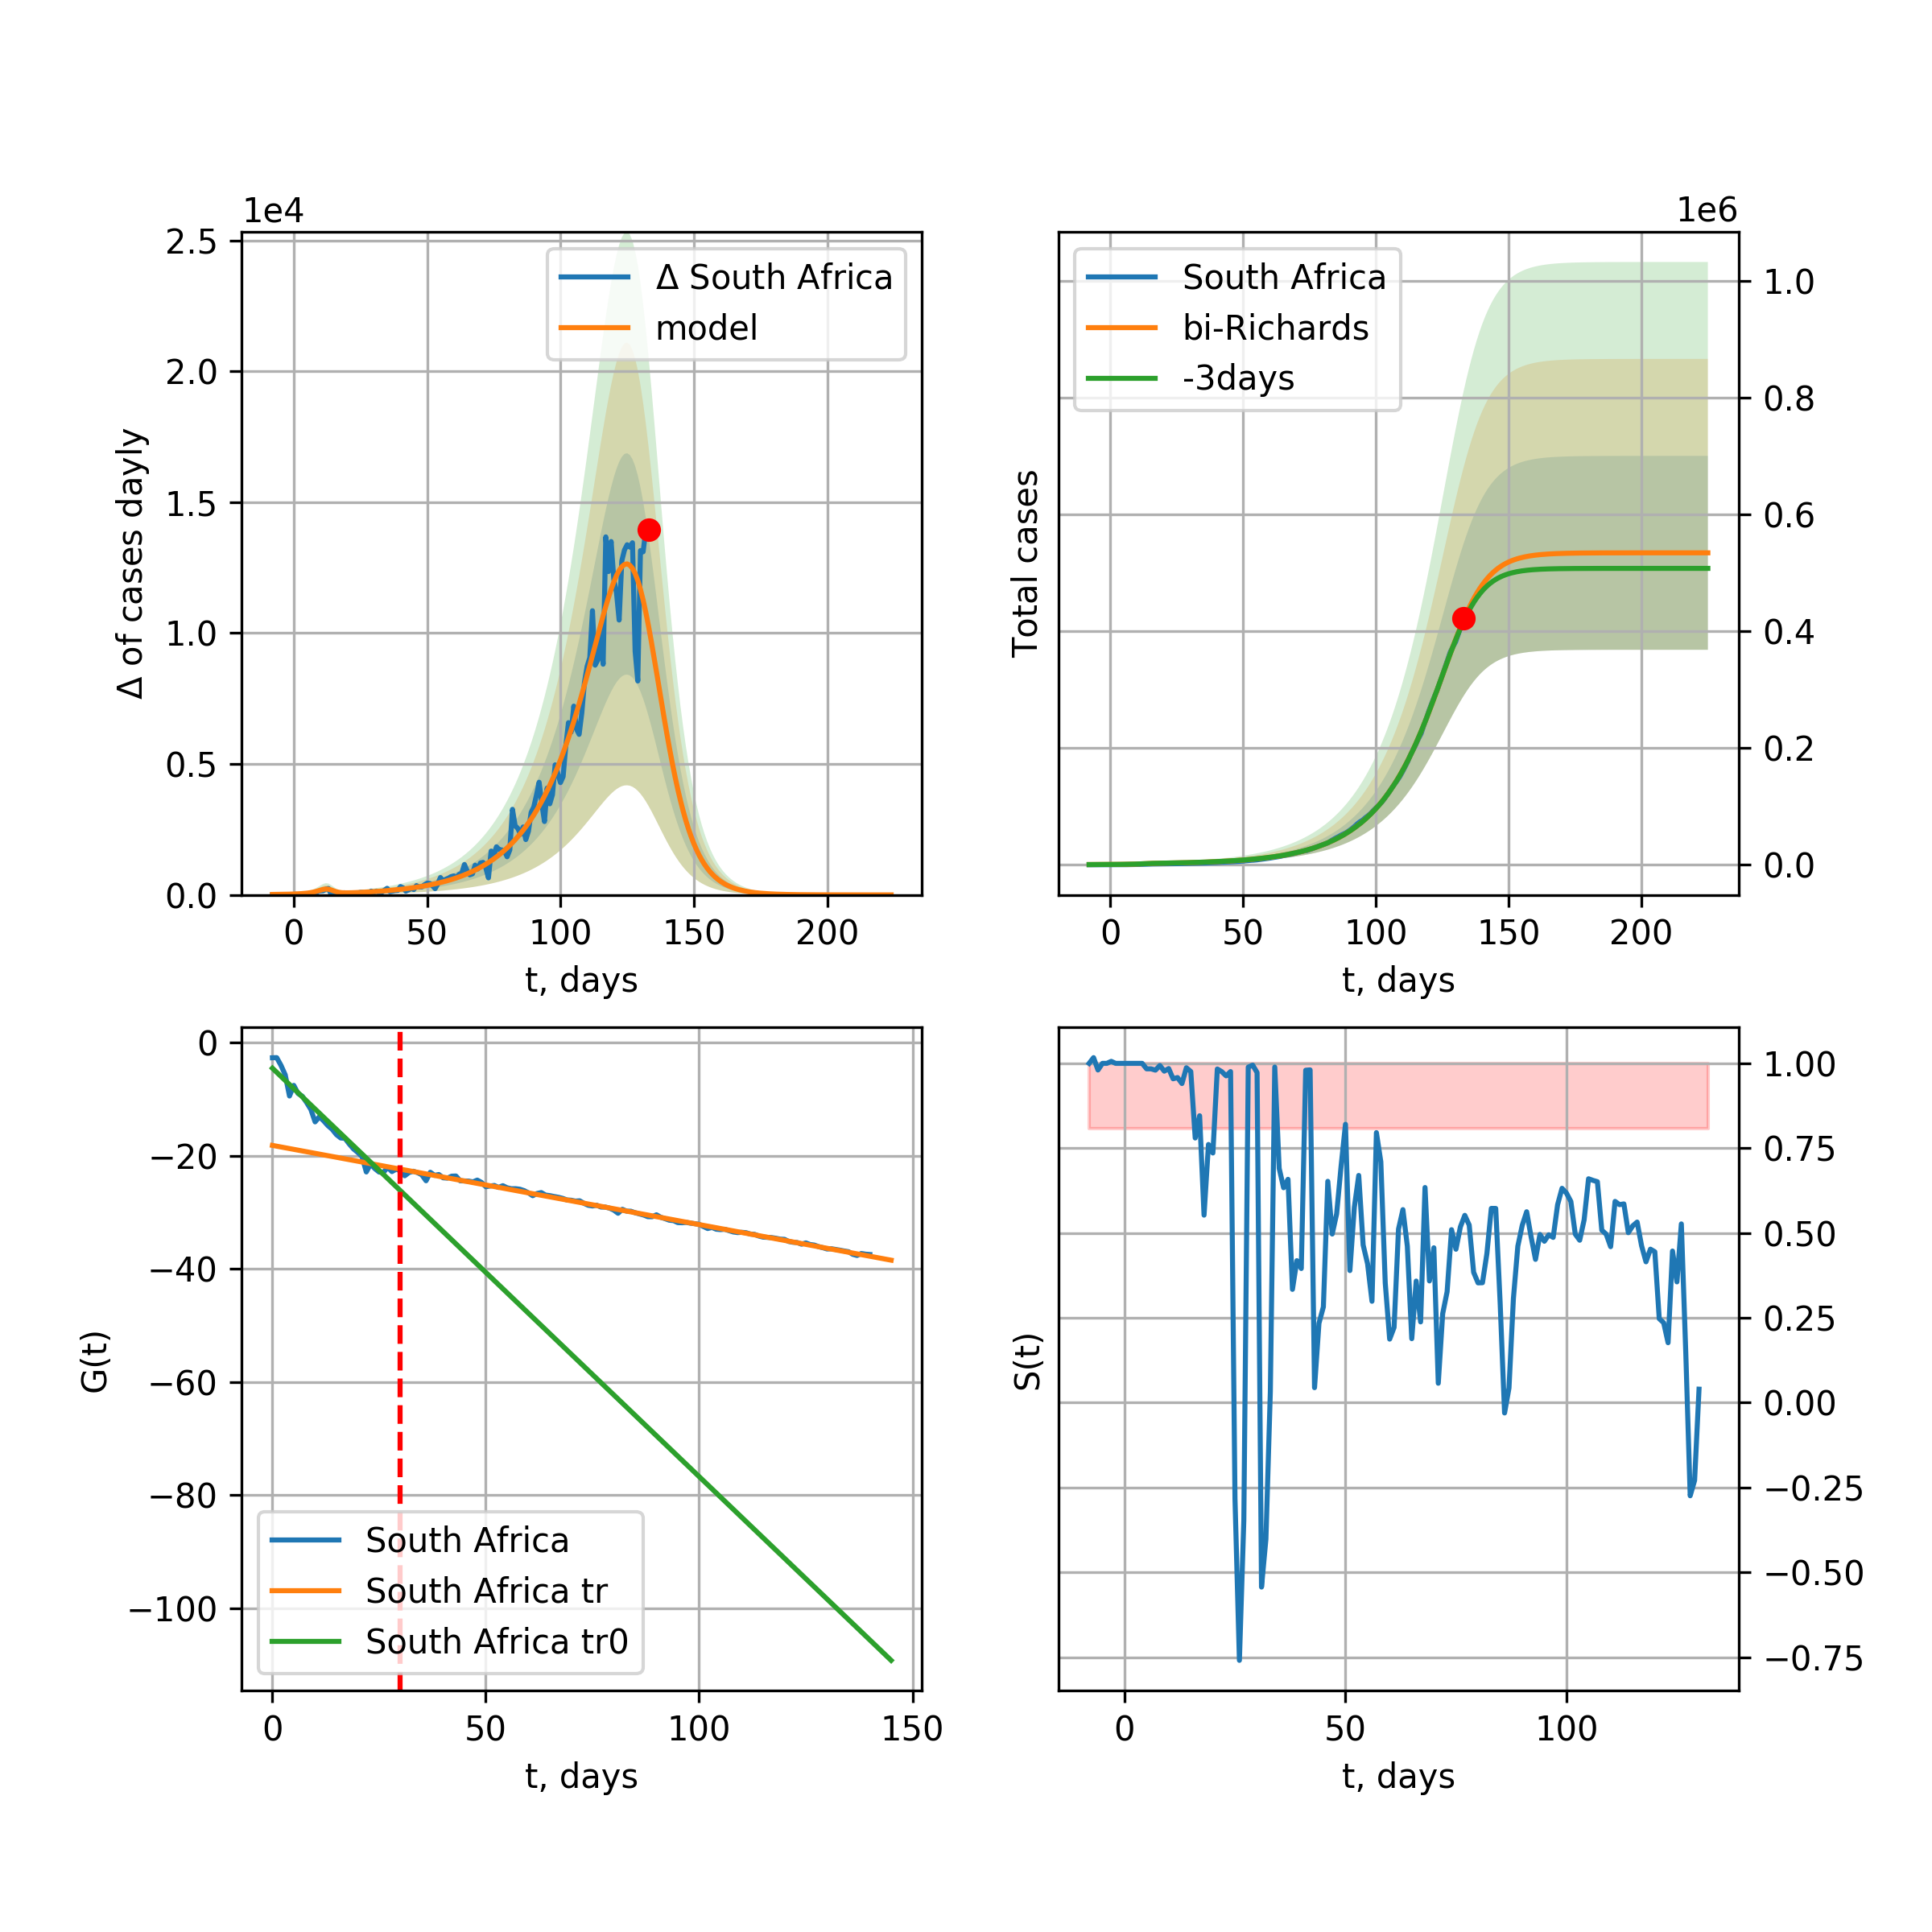 1e4
2.5
2.0
1.5
1.0
0.5
0.0
Δ of cases dayly
Δ South Africa
model
0 50 100 150 200
t, days
1e6
South Africa
bi-Richards
-3days
Total cases
1.0
0.8
0.6
0.4
0.2
0.0
0 50 100 150 200
t, days
0
−20
−40
−60
−80
−100
G(t)
South Africa
South Africa tr
South Africa tr0
0 50 100 150
t, days
S(t)
1.00
0.75
0.50
0.25
0.00
−0.25
−0.50
−0.75
0 50 100
t, days